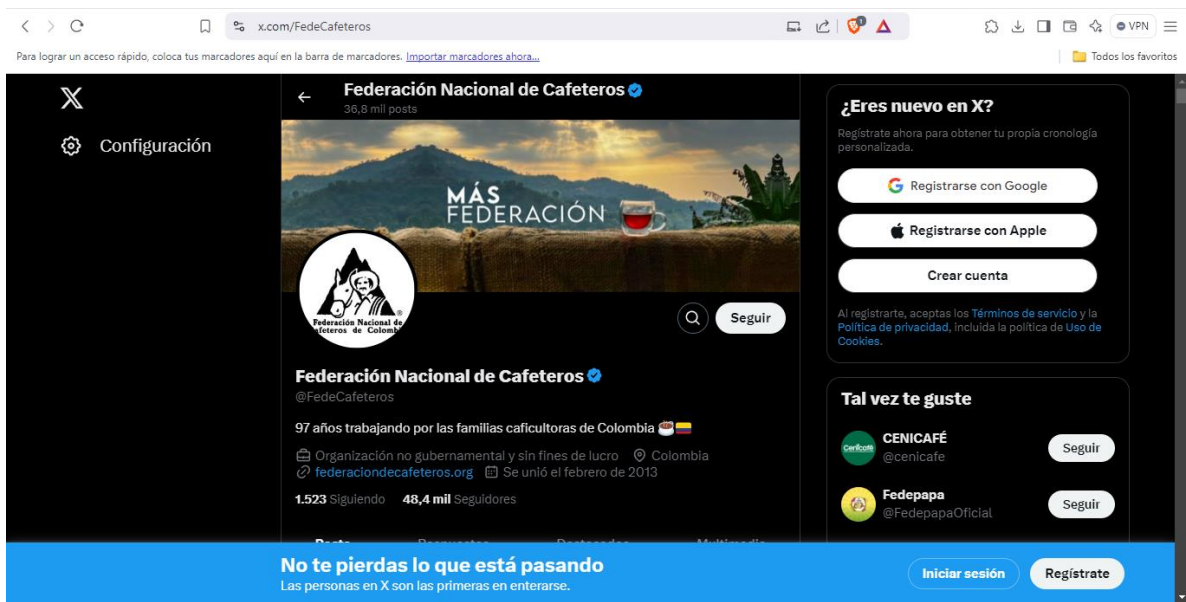 x.com/FedeCafeteros
VPN
Para lograr un acceso rápido, coloca tus marcadores aquí en la barra de marcadores. Importar marcadores ahora...
Todos los favoritos
Configuración
Federación Nacional de Cafeteros
36,8 mil posts
MÁS
FEDERACIÓN
Federación Nacional de
Cafeteros de Colombia
Seguir
Federación Nacional de Cafeteros
@FedeCafeteros
97 años trabajando por las familias caficultoras de Colombia ☕🇨🇴
Organización no gubernamental y sin fines de lucro Colombia
federaciondecafeteros.org Se unió el febrero de 2013
1.523 Siguiendo 48,4 mil Seguidores
Posts Respuestas Destacados Multimedia
¿Eres nuevo en X?
Regístrate ahora para obtener tu propia cronología
personalizada.
Registrarse con Google
Registrarse con Apple
Crear cuenta
Al registrarte, aceptas los Términos de servicio y la
Política de privacidad, incluida la política de Uso de
Cookies.
Tal vez te guste
Cenicafé
CENICAFÉ
@cenicafe
Seguir
Fedepapa
@FedepapaOficial
Seguir
No te pierdas lo que está pasando
Las personas en X son las primeras en enterarse.
Iniciar sesión
Regístrate